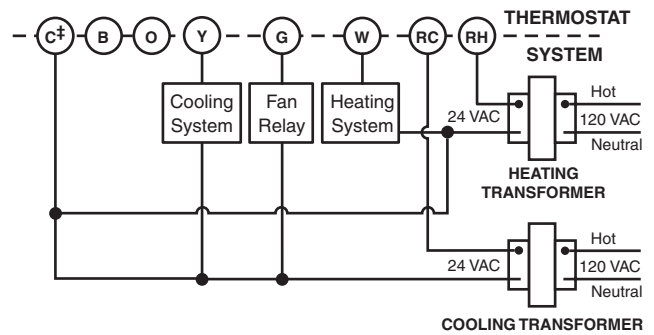 C‡ B O Y G W RC RH THERMOSTAT
SYSTEM
Cooling System
Fan Relay
Heating System
24 VAC
Hot
120 VAC
Neutral
HEATING
TRANSFORMER
24 VAC
Hot
120 VAC
Neutral
COOLING TRANSFORMER